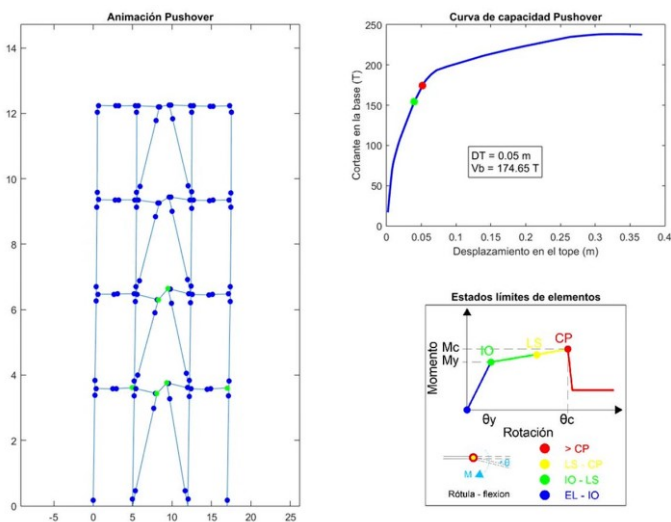 Animación Pushover
14
12
10
8
6
4
2
0
-5
0
5
10
15
20
25
Curva de capacidad Pushover
Cortante en la base (T)
250
200
150
100
50
0
DT = 0.05 m
Vb = 174.65 T
0
0.05
0.1
0.15
0.2
0.25
0.3
0.35
0.4
Desplazamiento en el tope (m)
Estados límites de elementos
Momento
Mc
My
IO
LS
CP
θy
θc
Rotación
M
θ
Rótula - flexion
> CP
LS - CP
IO - LS
EL - IO